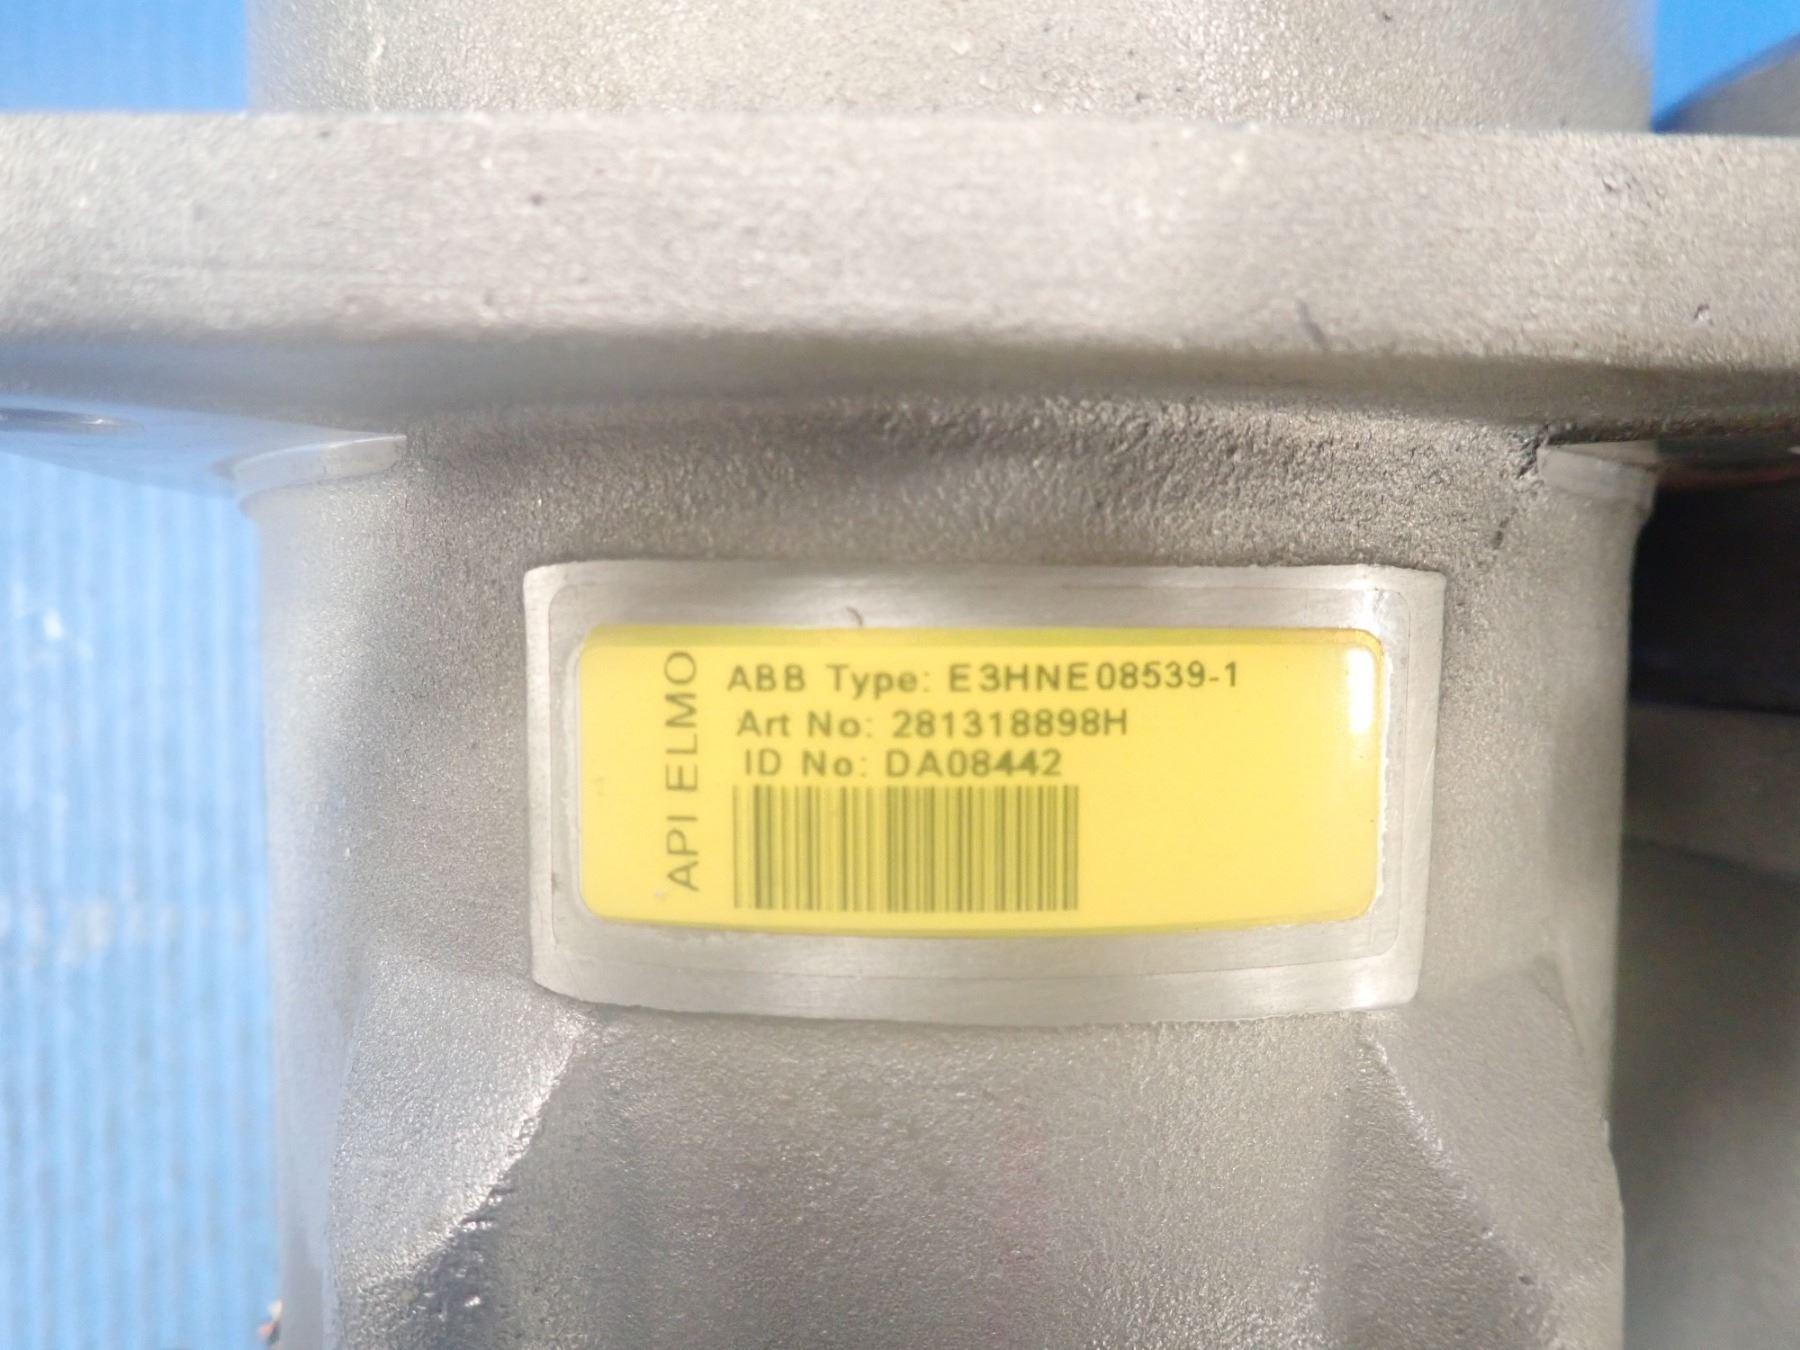 API ELMO
ABB Type: E3HNE08539-1
Art No: 281318898H
ID No: DA08442